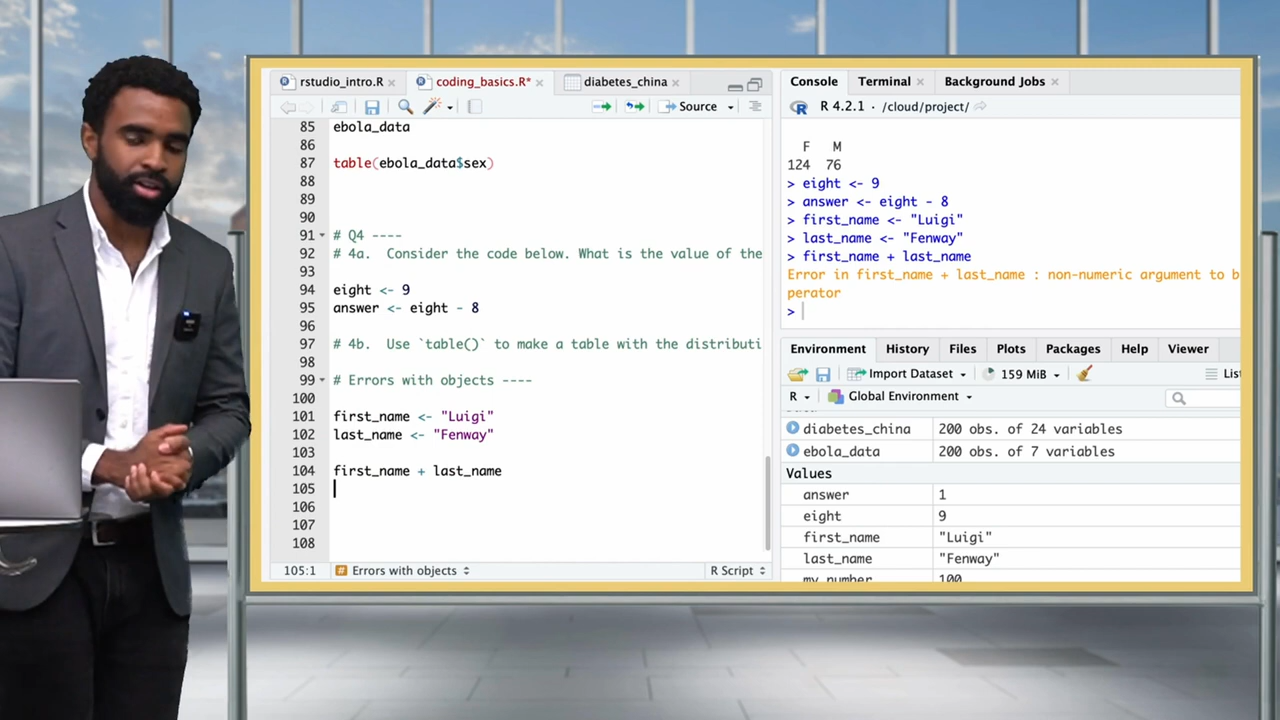 rstudio_intro.R
coding_basics.R*
diabetes_china
Source
85 ebola_data
86
87 table(ebola_data$sex)
88
89
90
91 # Q4 ----
92 # 4a. Consider the code below. What is the value of the
93
94 eight <- 9
95 answer <- eight - 8
96
97 # 4b. Use `table()` to make a table with the distributi
98
99 # Errors with objects ----
100
101 first_name <- "Luigi"
102 last_name <- "Fenway"
103
104 first_name + last_name
105
106
107
108
105:1 # Errors with objects R Script
Console Terminal Background Jobs
R 4.2.1 · /cloud/project/
F M
124 76
> eight <- 9
> answer <- eight - 8
> first_name <- "Luigi"
> last_name <- "Fenway"
> first_name + last_name
Error in first_name + last_name : non-numeric argument to b
perator
>
Environment History Files Plots Packages Help Viewer
Import Dataset 159 MiB List
R Global Environment
diabetes_china 200 obs. of 24 variables
ebola_data 200 obs. of 7 variables
Values
answer 1
eight 9
first_name "Luigi"
last_name "Fenway"
my_number 100